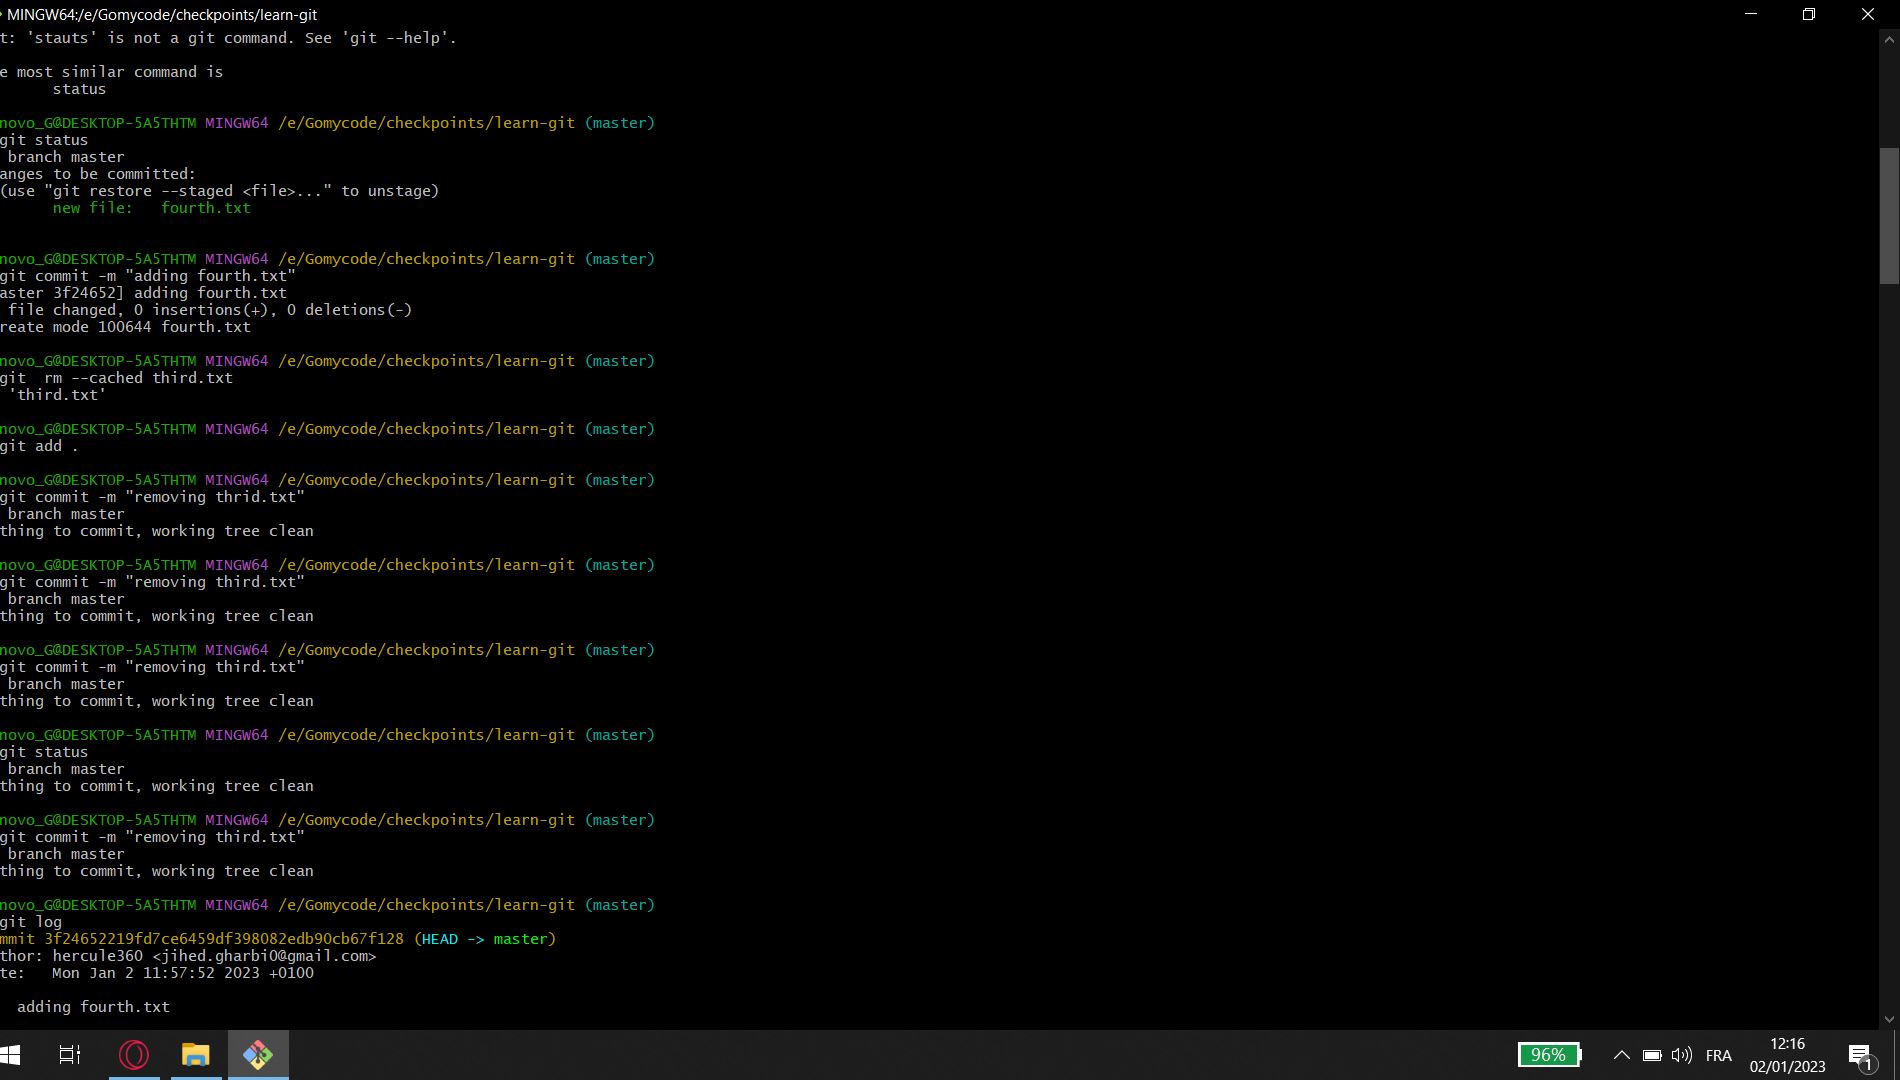 MINGW64:/e/Gomycode/checkpoints/learn-git
t: 'stauts' is not a git command. See 'git --help'.
e most similar command is
status
novo_G@DESKTOP-5A5THTM MINGW64 /e/Gomycode/checkpoints/learn-git (master)
git status
branch master
anges to be committed:
(use "git restore --staged <file>..." to unstage)
new file:   fourth.txt
novo_G@DESKTOP-5A5THTM MINGW64 /e/Gomycode/checkpoints/learn-git (master)
git commit -m "adding fourth.txt"
aster 3f24652] adding fourth.txt
file changed, 0 insertions(+), 0 deletions(-)
reate mode 100644 fourth.txt
novo_G@DESKTOP-5A5THTM MINGW64 /e/Gomycode/checkpoints/learn-git (master)
git  rm --cached third.txt
'third.txt'
novo_G@DESKTOP-5A5THTM MINGW64 /e/Gomycode/checkpoints/learn-git (master)
git add .
novo_G@DESKTOP-5A5THTM MINGW64 /e/Gomycode/checkpoints/learn-git (master)
git commit -m "removing thrid.txt"
branch master
thing to commit, working tree clean
novo_G@DESKTOP-5A5THTM MINGW64 /e/Gomycode/checkpoints/learn-git (master)
git commit -m "removing third.txt"
branch master
thing to commit, working tree clean
novo_G@DESKTOP-5A5THTM MINGW64 /e/Gomycode/checkpoints/learn-git (master)
git commit -m "removing third.txt"
branch master
thing to commit, working tree clean
novo_G@DESKTOP-5A5THTM MINGW64 /e/Gomycode/checkpoints/learn-git (master)
git status
branch master
thing to commit, working tree clean
novo_G@DESKTOP-5A5THTM MINGW64 /e/Gomycode/checkpoints/learn-git (master)
git commit -m "removing third.txt"
branch master
thing to commit, working tree clean
novo_G@DESKTOP-5A5THTM MINGW64 /e/Gomycode/checkpoints/learn-git (master)
git log
mmit 3f24652219fd7ce6459df398082edb90cb67f128 (HEAD -> master)
thor: hercule360 <jihed.gharbi0@gmail.com>
te:   Mon Jan 2 11:57:52 2023 +0100
adding fourth.txt
96%
FRA
12:16
02/01/2023
1